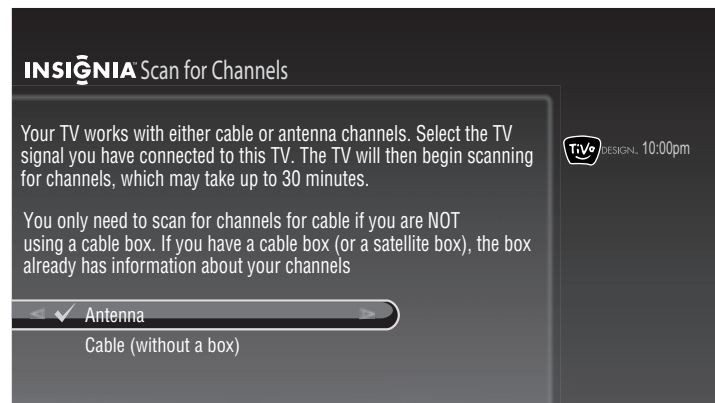 INSIGNIA™ Scan for Channels
Your TV works with either cable or antenna channels. Select the TV
signal you have connected to this TV. The TV will then begin scanning
for channels, which may take up to 30 minutes.
TiVo DESIGN™ 10:00pm
You only need to scan for channels for cable if you are NOT
using a cable box. If you have a cable box (or a satellite box), the box
already has information about your channels
Antenna
Cable (without a box)